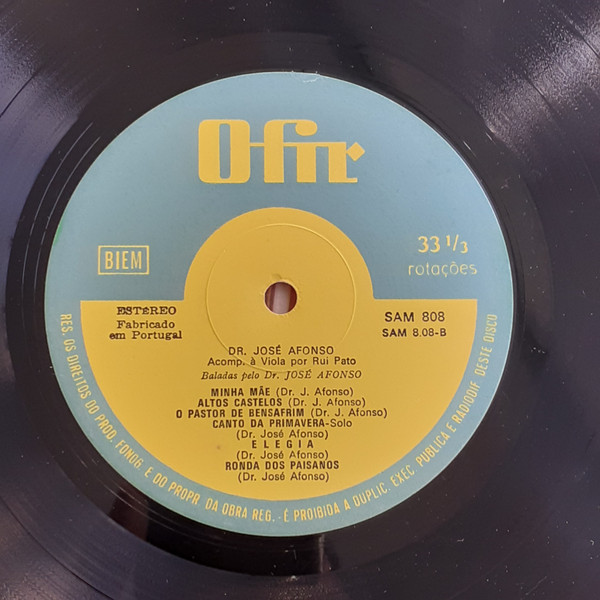 Ofir
BIEM
33 1/3
rotações
ESTéREO
Fabricado
em Portugal
SAM 808
SAM 8.08-B
DR. JOSÉ AFONSO
Acomp. à Viola por Rui Pato
Baladas pelo Dr. JOSÉ AFONSO
MINHA MÃE (Dr. J. Afonso)
ALTOS CASTELOS (Dr. J. Afonso)
O PASTOR DE BENSAFRIM (Dr. J. Afonso)
CANTO DA PRIMAVERA-Solo
(Dr. José Afonso)
ELEGIA
(Dr. José Afonso)
RONDA DOS PAISANOS
(Dr. José Afonso)
RES. OS DIREITOS DO PROD. FONOG. E DO PROPR. DA OBRA REG. - É PROIBIDA A DUPLIC. EXEC. PUBLICA E RADIODIF. DESTE DISCO